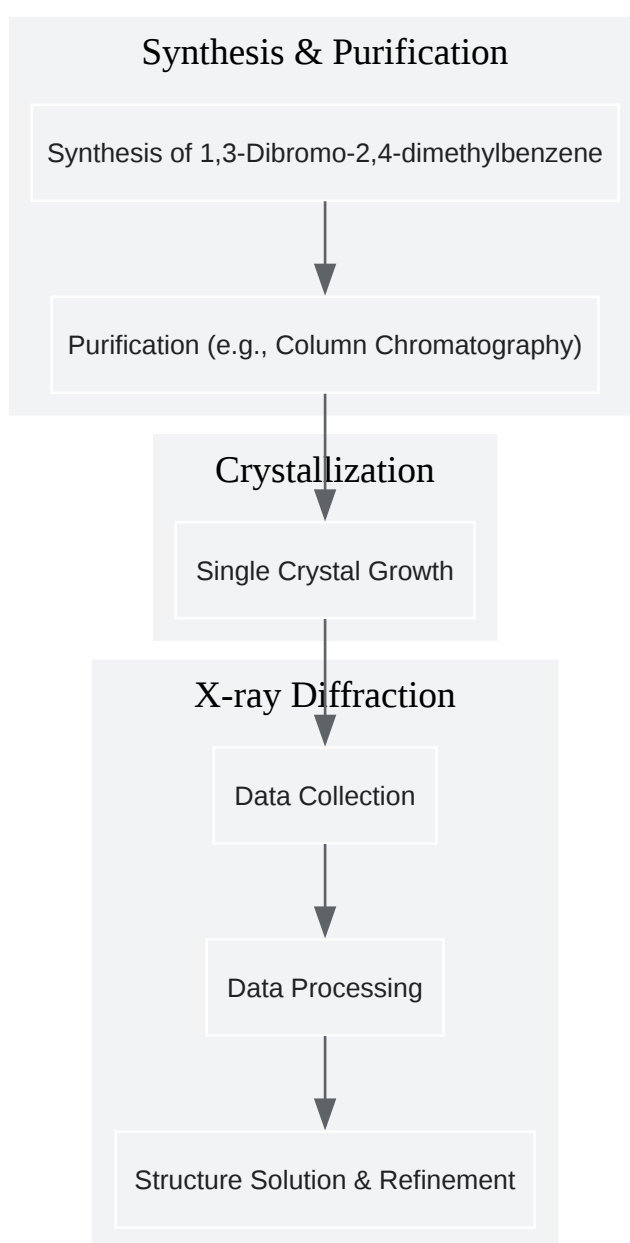 Synthesis & Purification
Synthesis of 1,3-Dibromo-2,4-dimethylbenzene
Purification (e.g., Column Chromatography)
Crystallization
Single Crystal Growth
X-ray Diffraction
Data Collection
Data Processing
Structure Solution & Refinement